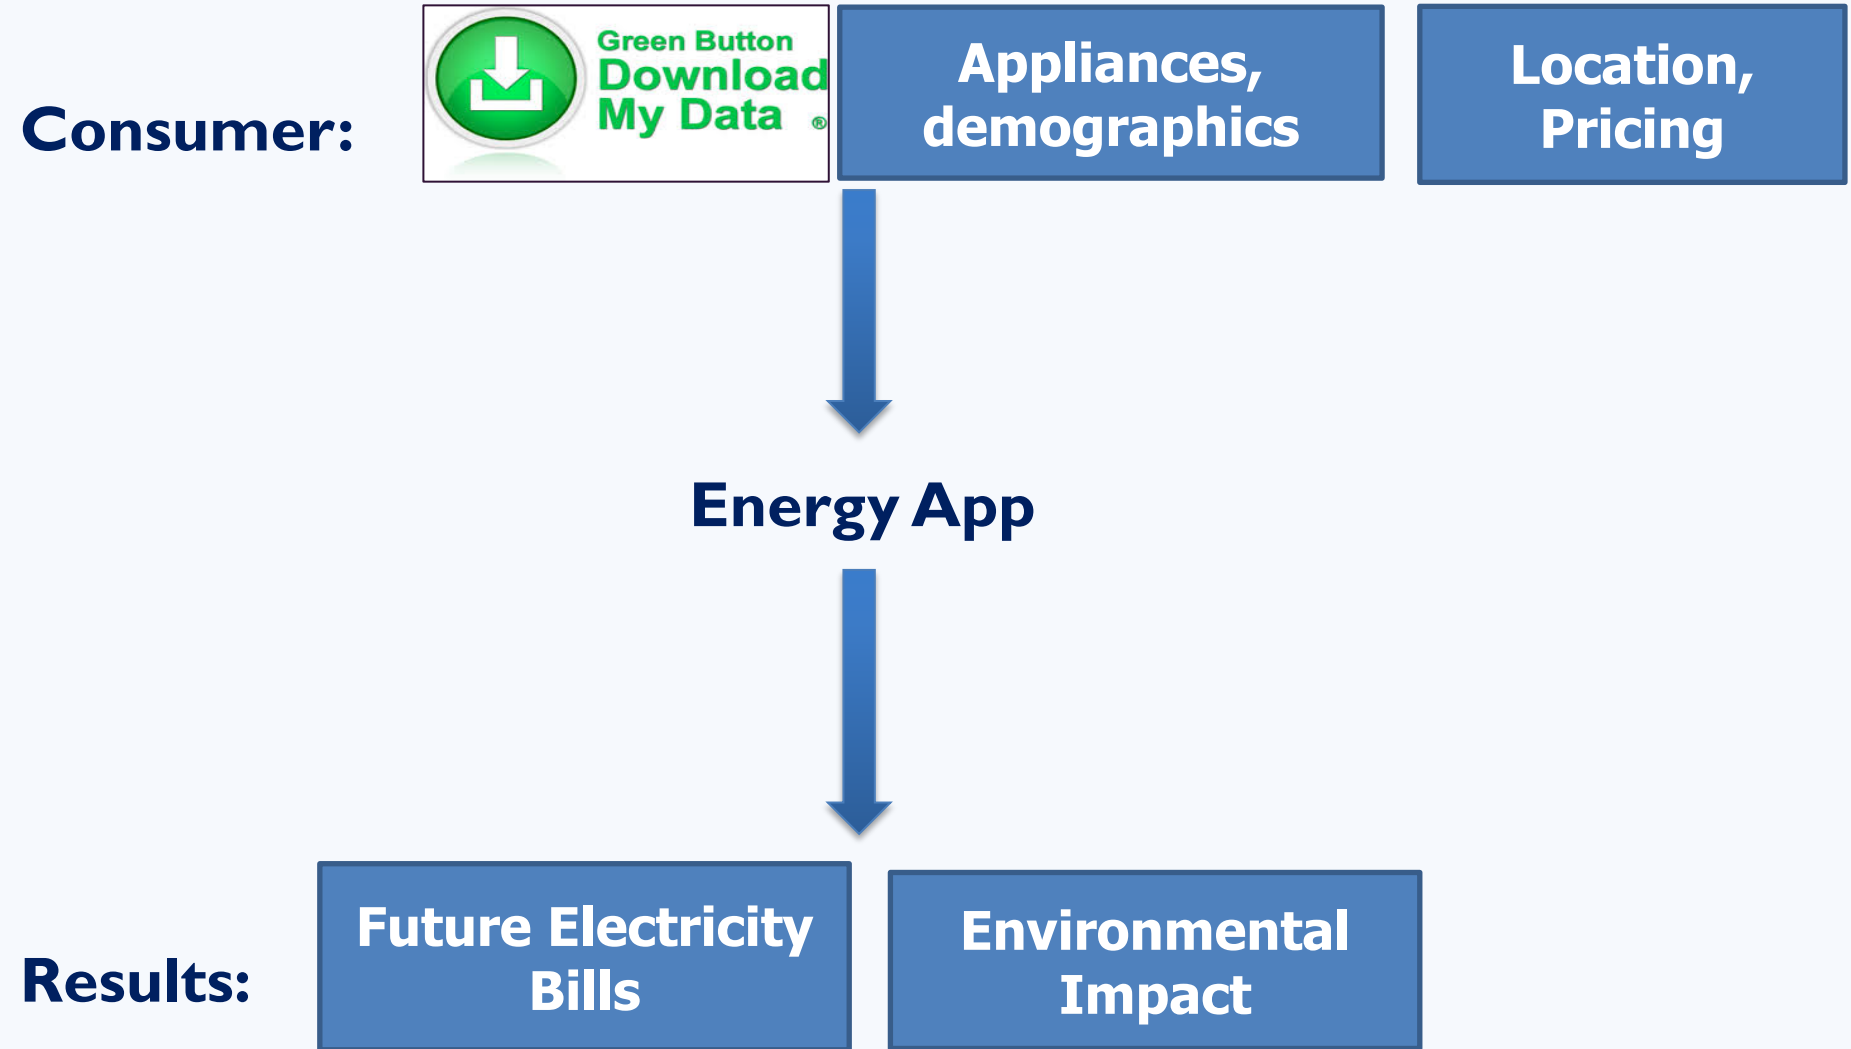 Consumer:
Green Button
Download
My Data ®
Appliances,
demographics
Location,
Pricing
Energy App
Results:
Future Electricity
Bills
Environmental
Impact